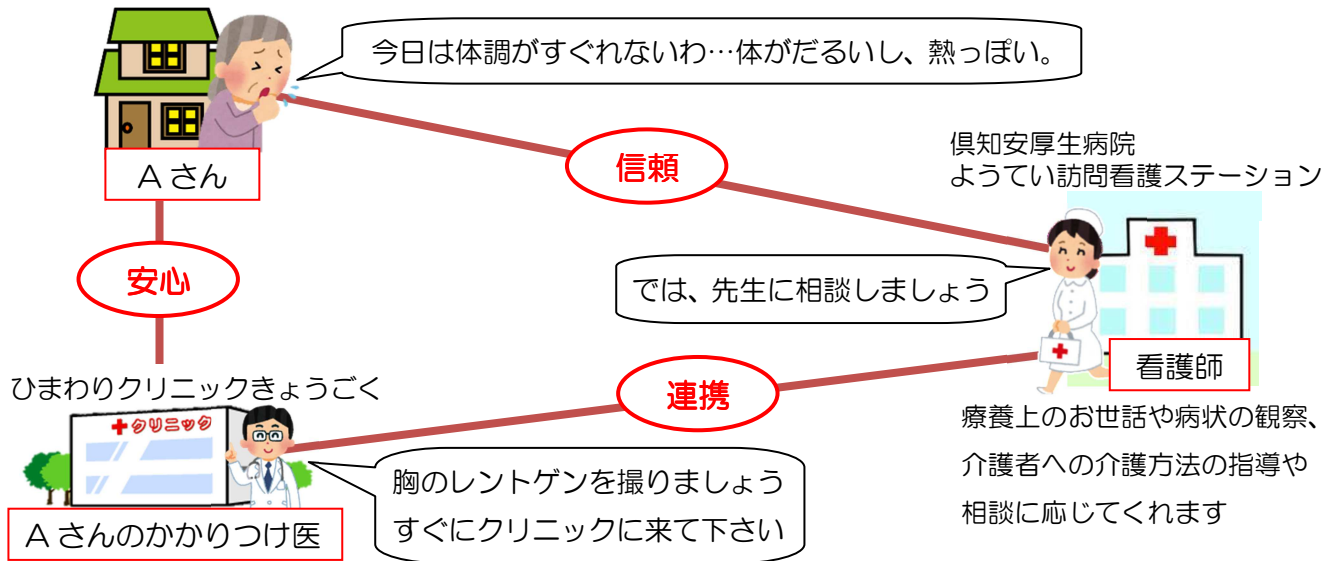 今日は体調がすぐれないわ…体がだるいし、熱っぽい。
Aさん
信頼
倶知安厚生病院
ようてい訪問看護ステーション
安心
では、先生に相談しましょう
看護師
ひまわりクリニックきょうごく
連携
療養上のお世話や病状の観察、
介護者への介護方法の指導や
相談に応じてくれます
クリニック
胸のレントゲンを撮りましょう
すぐにクリニックに来て下さい
Aさんのかかりつけ医